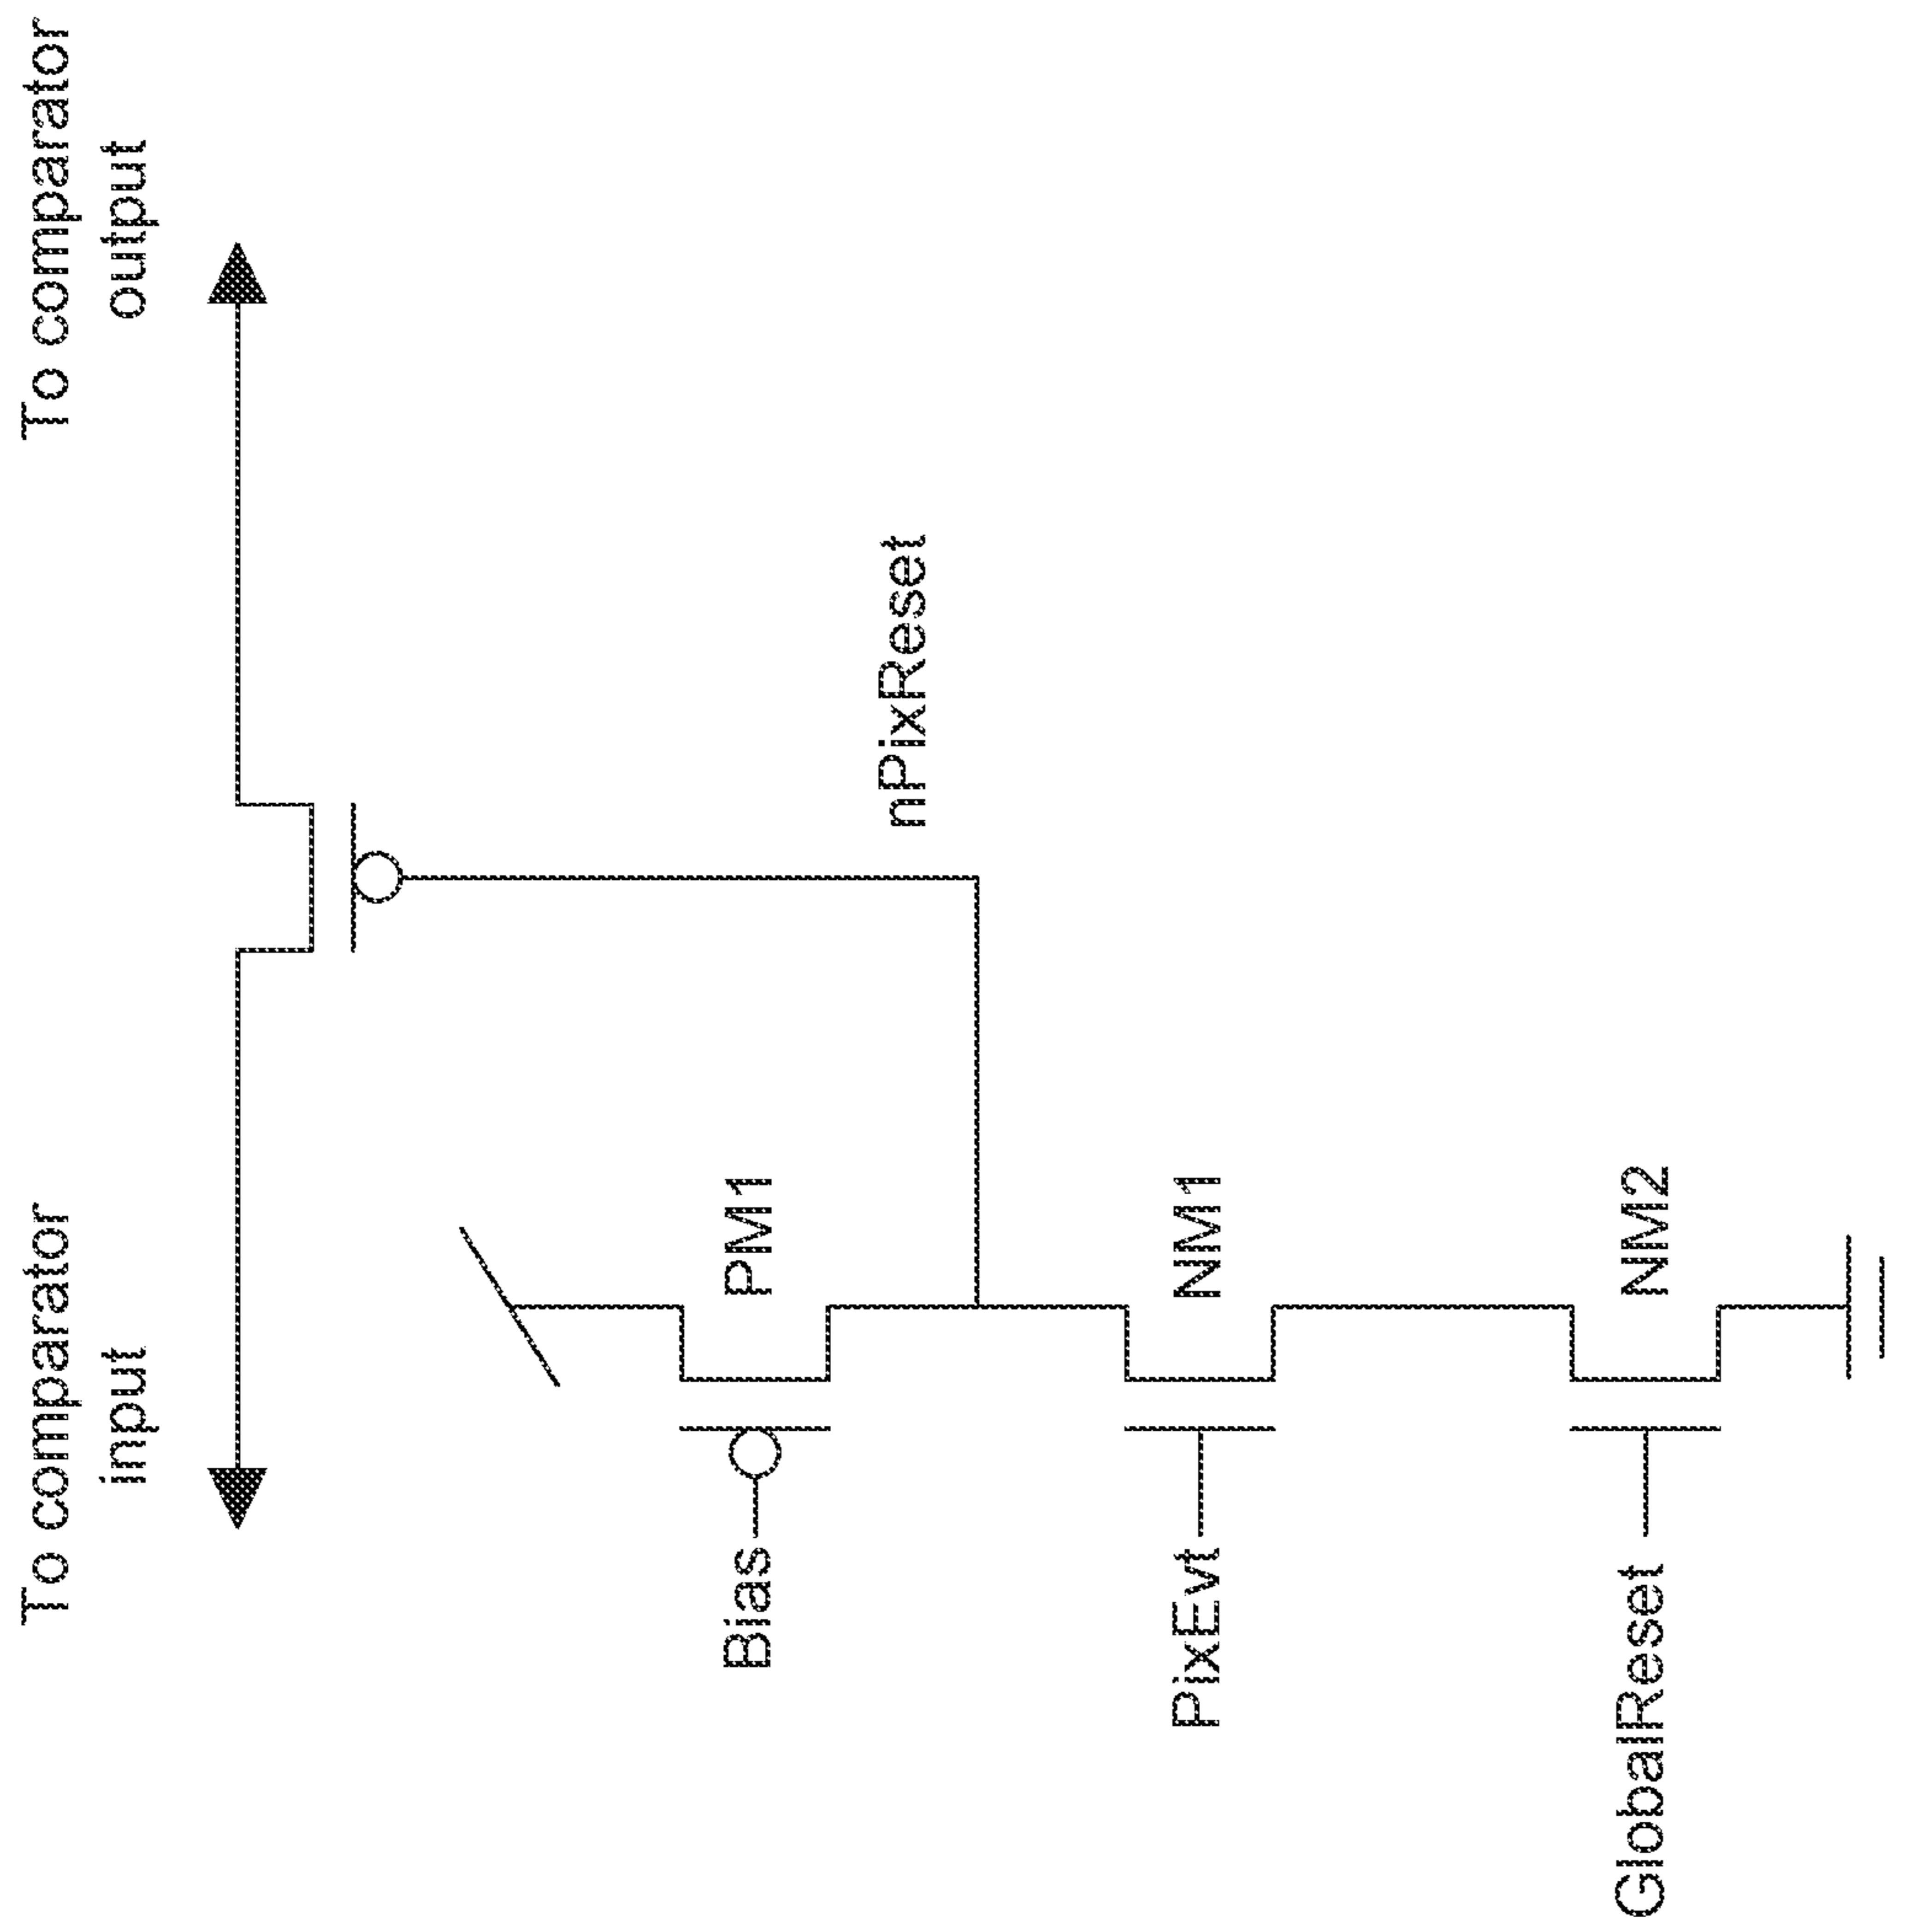 To comparator
input
To comparator
output
Bias
PM1
nPixReset
PixEvt
NM1
GlobalReset
NM2